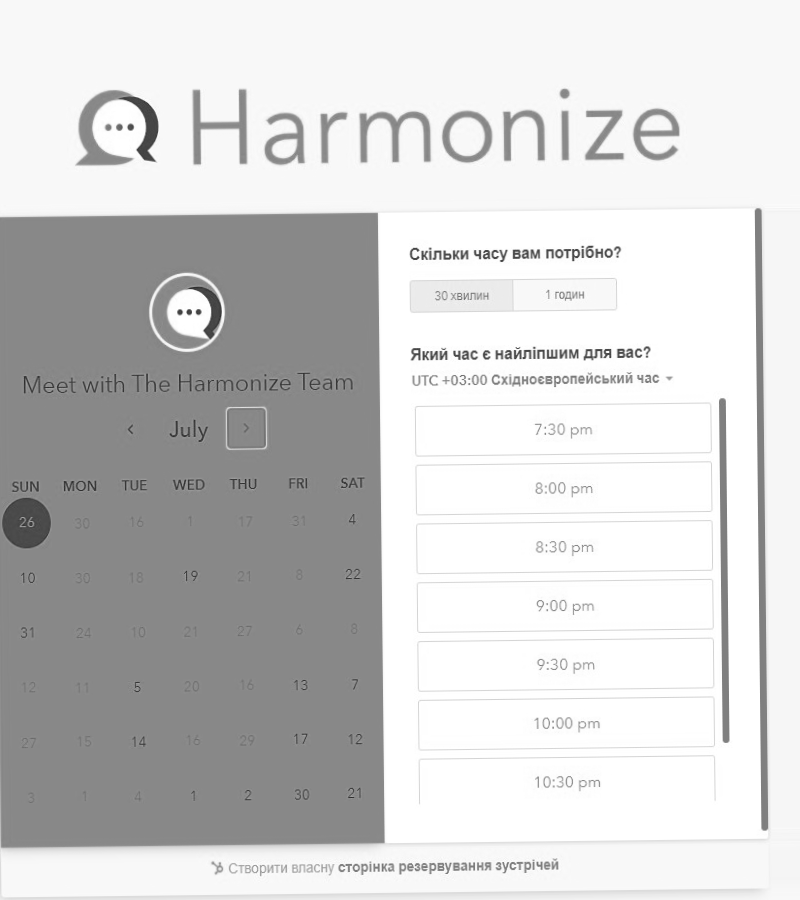 Harmonize
Meet with The Harmonize Team
July
SUN MON TUE WED THU FRI SAT
26 30 16 1 17 31 4
10 30 18 19 21 8 22
31 24 10 21 27 6 8
12 11 5 20 16 13 7
27 15 14 16 29 17 12
3 1 4 1 2 30 21
Скільки часу вам потрібно?
30 хвилин 1 годин
Який час є найліпшим для вас?
UTC +03:00 Східноєвропейський час
7:30 pm
8:00 pm
8:30 pm
9:00 pm
9:30 pm
10:00 pm
10:30 pm
Створити власну сторінка резервування зустрічей